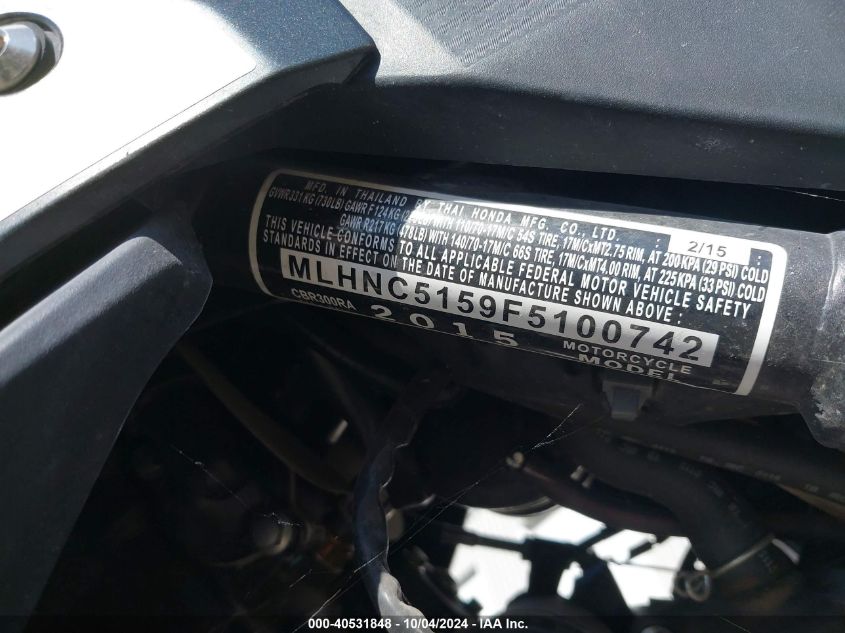 MFD. IN THAILAND BY THAI HONDA MFG. CO., LTD. 2/15
GVWR 331 KG (730LB) GAWR F 124 KG WITH 110/70-17M/C 54S TIRE, 17M/CxMT2.75 RIM, AT 200 KPA (29 PSI) COLD
GAWR R 217 KG (478LB) WITH 140/70-17M/C 66S TIRE, 17M/CxMT4.00 RIM, AT 225 KPA (33 PSI) COLD
THIS VEHICLE CONFORMS TO ALL APPLICABLE FEDERAL MOTOR VEHICLE SAFETY
STANDARDS IN EFFECT ON THE DATE OF MANUFACTURE SHOWN ABOVE:
MLHNC5159F5100742
CBR300RA 2015 MOTORCYCLE
MODEL
000-40531848 - 10/04/2024 - IAA Inc.